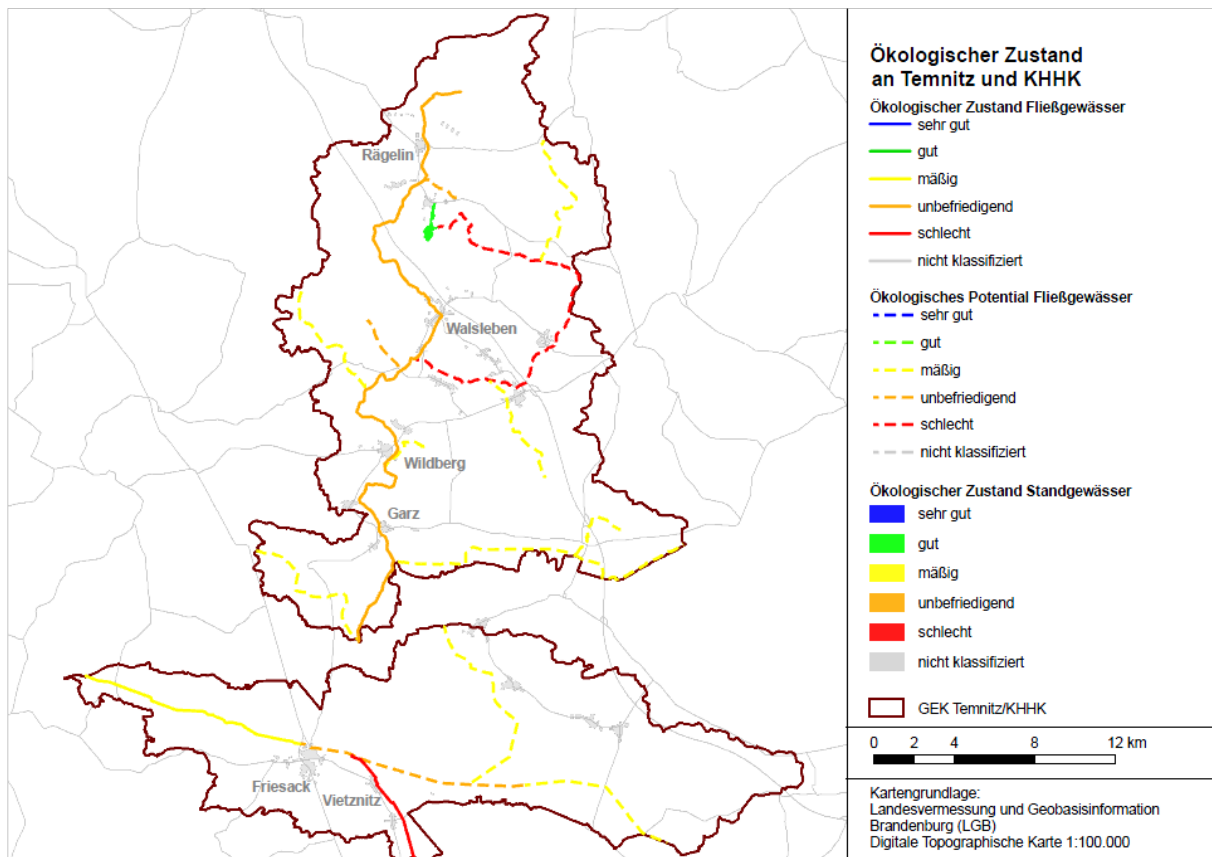 Rägelin
Walsleben
Wildberg
Garz
Friesack
Vietznitz
Ökologischer Zustand
an Temnitz und KHHK
Ökologischer Zustand Fließgewässer
sehr gut
gut
mäßig
unbefriedigend
schlecht
nicht klassifiziert
Ökologisches Potential Fließgewässer
sehr gut
gut
mäßig
unbefriedigend
schlecht
nicht klassifiziert
Ökologischer Zustand Standgewässer
sehr gut
gut
mäßig
unbefriedigend
schlecht
nicht klassifiziert
GEK Temnitz/KHHK
0 2 4 8 12 km
Kartengrundlage:
Landesvermessung und Geobasisinformation
Brandenburg (LGB)
Digitale Topographische Karte 1:100.000